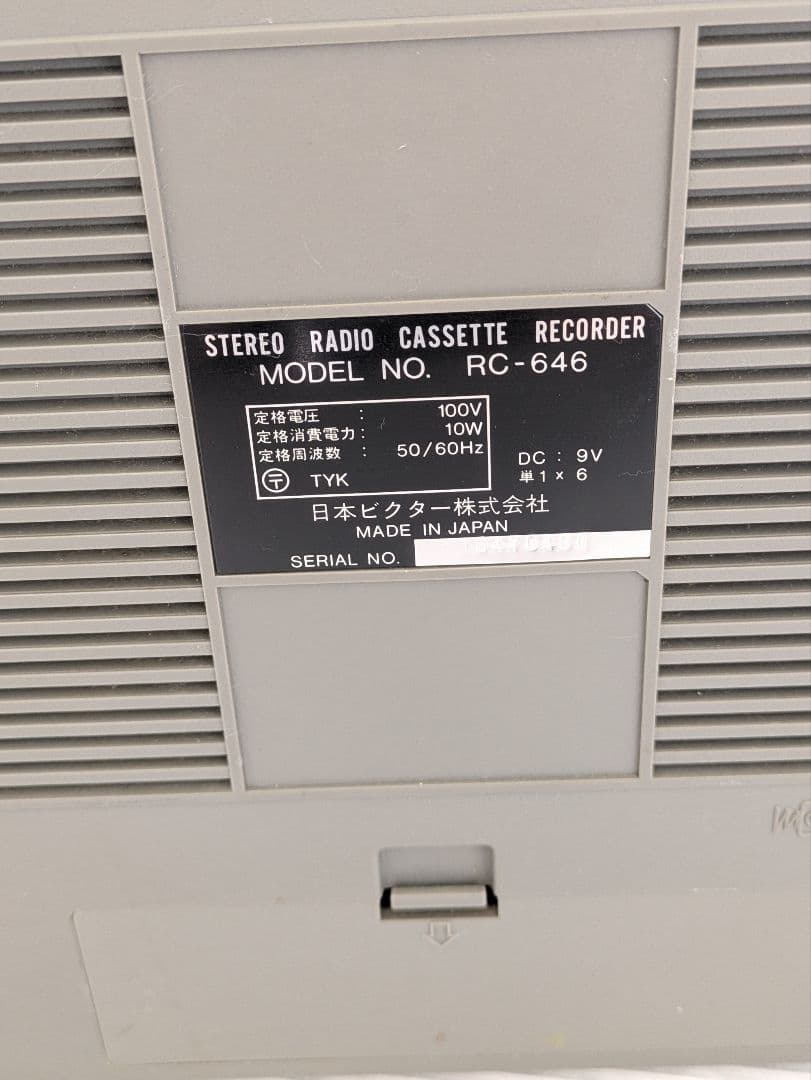 STEREO RADIO CASSETTE RECORDER
MODEL NO. RC-646
定格電圧 : 100V
定格消費電力 : 10W
定格周波数 : 50/60Hz
〒 TYK
DC : 9V
単1 × 6
日本ビクター株式会社
MADE IN JAPAN
SERIAL NO.